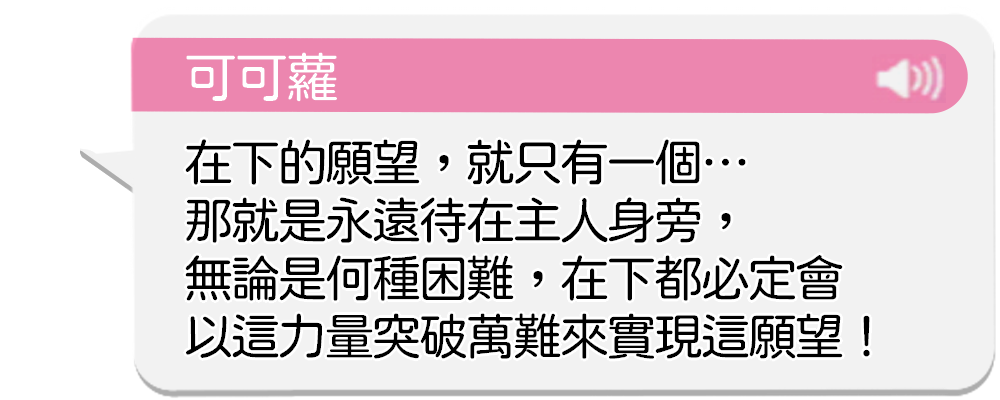 可可蘿
在下的願望，就只有一個⋯
那就是永遠待在主人身旁，
無論是何種困難，在下都必定會
以這力量突破萬難來實現這願望！